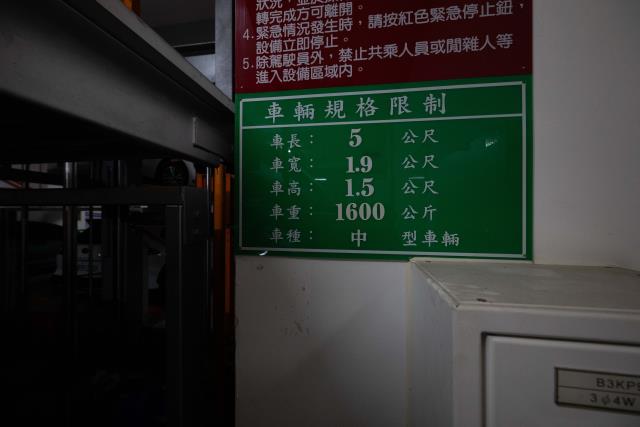 轉完成方可離開。
4. 緊急情況發生時，請按紅色緊急停止鈕，
設備立即停止。
5. 除駕駛員外，禁止共乘人員或閒雜人等
進入設備區域內。
車輛規格限制
車長： 5 公尺
車寬： 1.9 公尺
車高： 1.5 公尺
車重： 1600 公斤
車種： 中 型車輛
B3KP
3φ4W